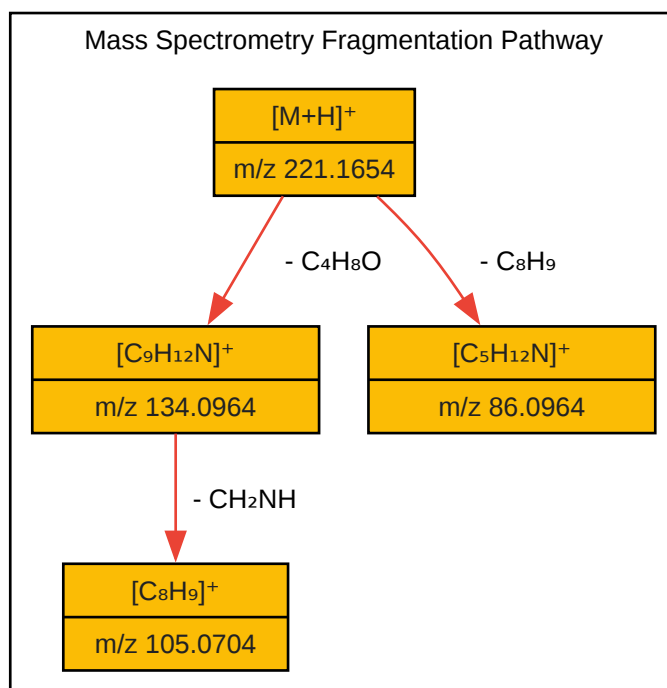 Mass Spectrometry Fragmentation Pathway
[M+H]⁺
m/z 221.1654
- C₄H₈O
- C₈H₉
[C₉H₁₂N]⁺
m/z 134.0964
[C₅H₁₂N]⁺
m/z 86.0964
- CH₂NH
[C₈H₉]⁺
m/z 105.0704